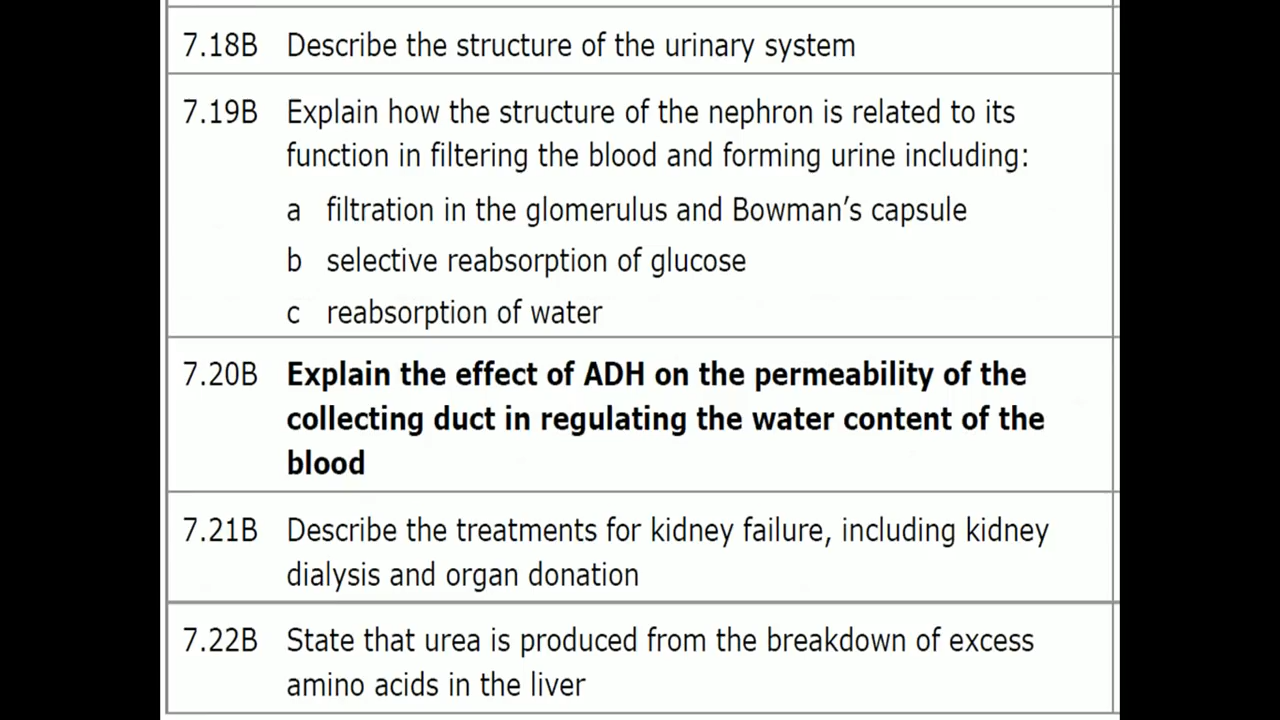 7.18B Describe the structure of the urinary system
7.19B Explain how the structure of the nephron is related to its
function in filtering the blood and forming urine including:
a filtration in the glomerulus and Bowman’s capsule
b selective reabsorption of glucose
c reabsorption of water
7.20B Explain the effect of ADH on the permeability of the
collecting duct in regulating the water content of the
blood
7.21B Describe the treatments for kidney failure, including kidney
dialysis and organ donation
7.22B State that urea is produced from the breakdown of excess
amino acids in the liver